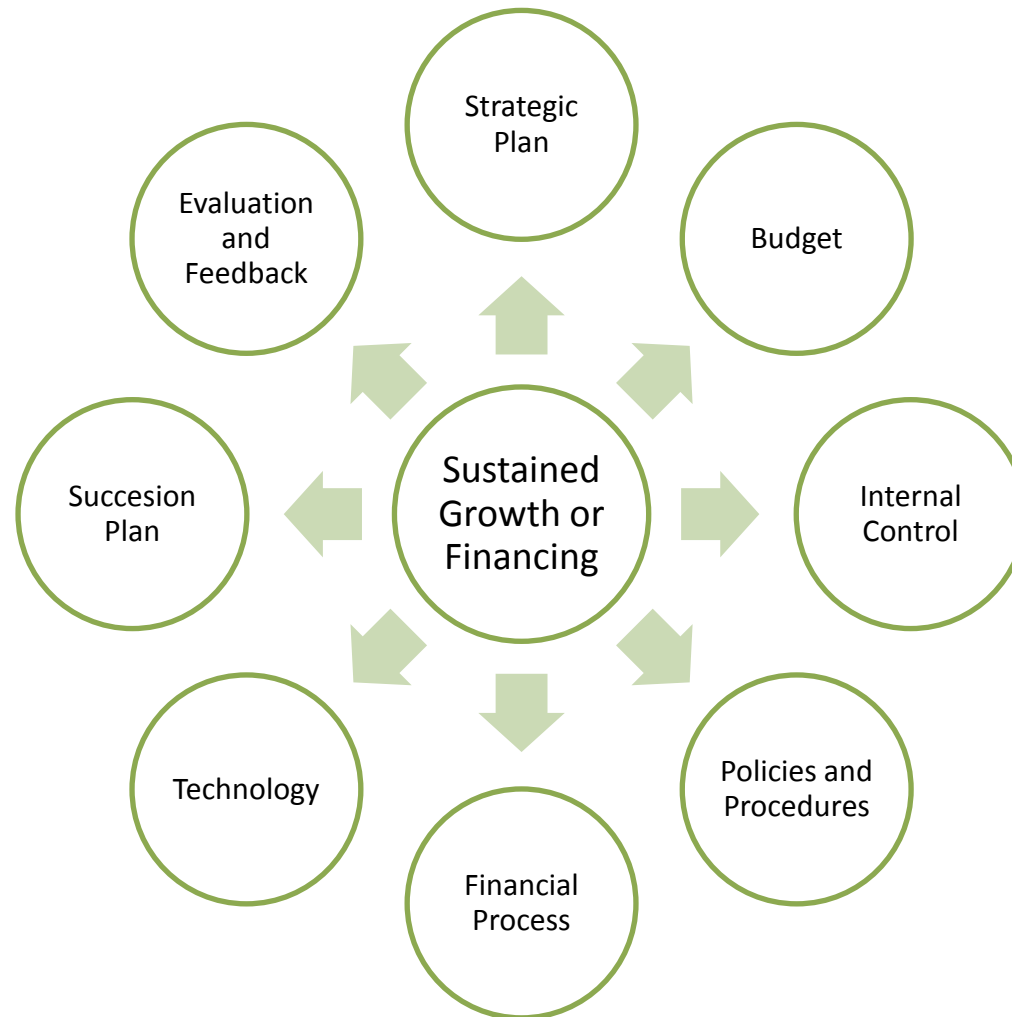 Strategic
Plan
Evaluation
and
Feedback
Budget
Sustained
Growth or
Financing
Succesion
Plan
Internal
Control
Technology
Policies and
Procedures
Financial
Process